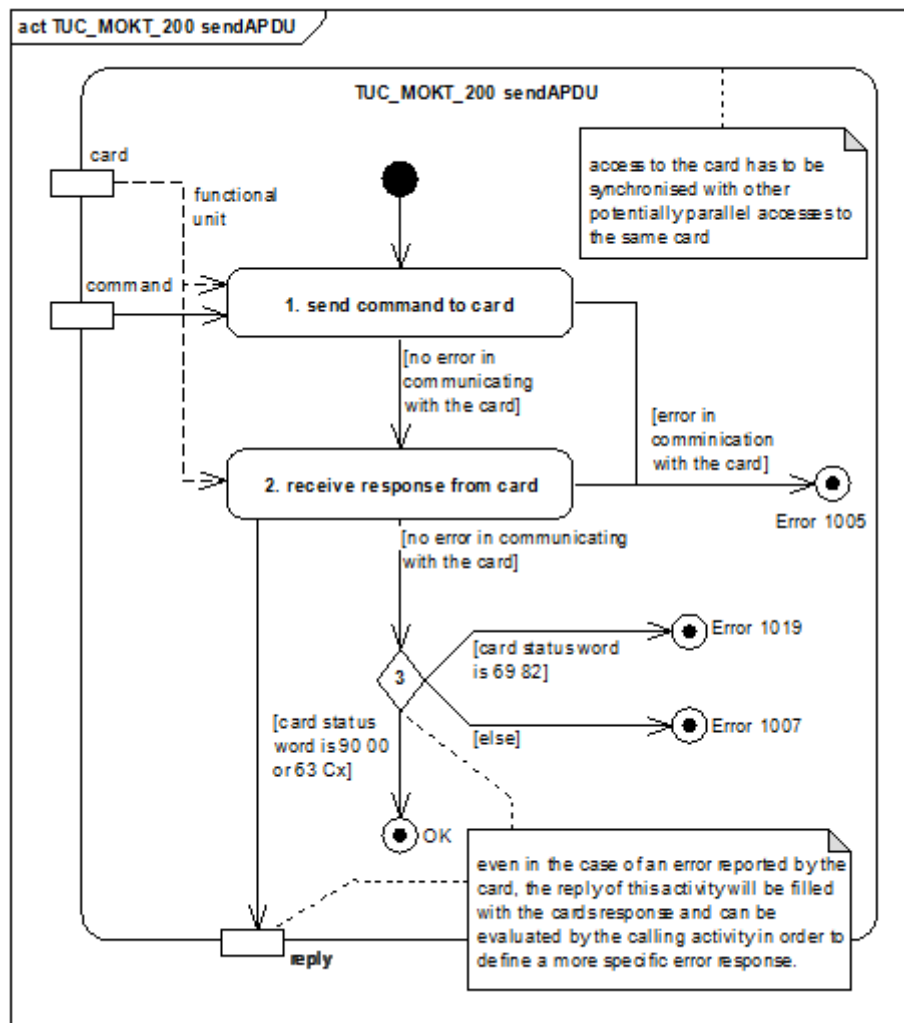 act TUC_MOKT_200 sendAPDU
TUC_MOKT_200 sendAPDU
card
functional
unit
access to the card has to be
synchronised with other
potentially parallel accesses to
the same card
command
1. send command to card
[no error in
communicating
with the card]
[error in
comminication
with the card]
2. receive response from card
Error 1005
[no error in communicating
with the card]
Error 1019
[card status word
is 69 82]
3
[card status
word is 90 00
or 63 Cx]
[else]
Error 1007
OK
even in the case of an error reported by the
card, the reply of this activity will be filled
with the cards response and can be
evaluated by the calling activity in order to
define a more specific error response.
reply